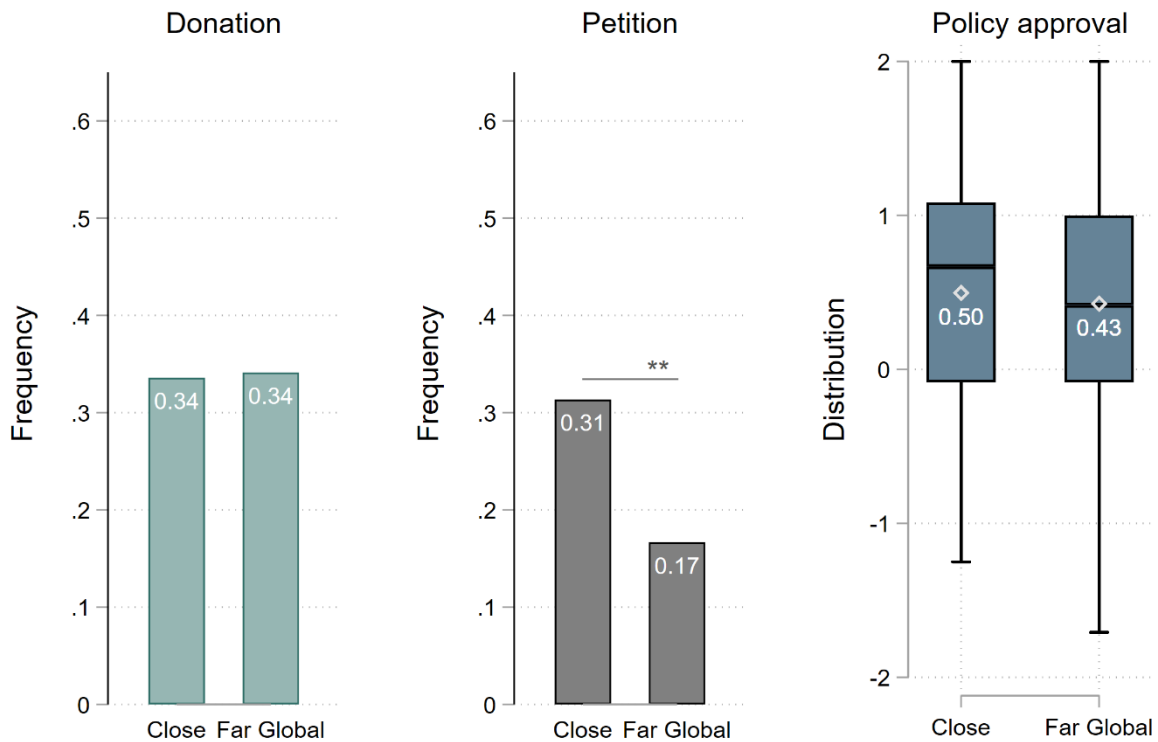 Donation
Frequency
.6
.5
.4
.3
.2
.1
0
0.34
0.34
Close Far Global
Petition
Frequency
.6
.5
.4
.3
.2
.1
0
**
0.31
0.17
Close Far Global
Policy approval
Distribution
2
1
0
-1
-2
0.50
0.43
Close Far Global